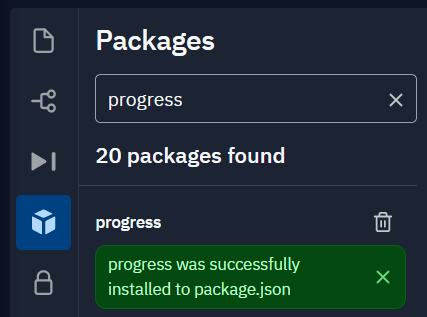 Packages
progress
20 packages found
progress
progress was successfully
installed to package.json